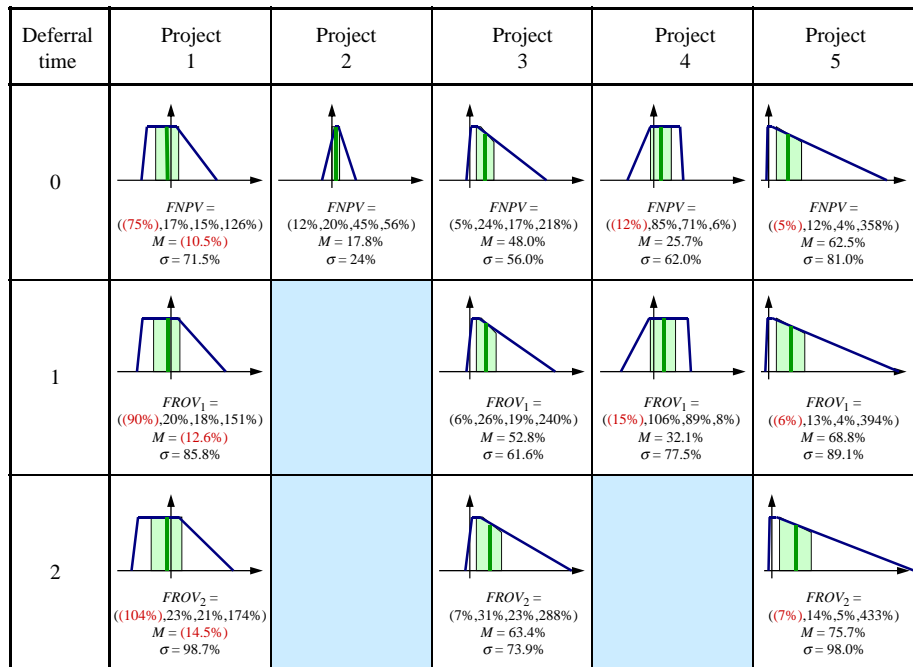 Deferral time
Project 1
Project 2
Project 3
Project 4
Project 5
0
FNPV =
((75%),17%,15%,126%)
M = (10.5%)
σ = 71.5%
FNPV =
(12%,20%,45%,56%)
M = 17.8%
σ = 24%
FNPV =
(5%,24%,17%,218%)
M = 48.0%
σ = 56.0%
FNPV =
((12%),85%,71%,6%)
M = 25.7%
σ = 62.0%
FNPV =
((5%),12%,4%,358%)
M = 62.5%
σ = 81.0%
1
FROV1 =
((90%),20%,18%,151%)
M = (12.6%)
σ = 85.8%
FROV1 =
(6%,26%,19%,240%)
M = 52.8%
σ = 61.6%
FROV1 =
((15%),106%,89%,8%)
M = 32.1%
σ = 77.5%
FROV1 =
((6%),13%,4%,394%)
M = 68.8%
σ = 89.1%
2
FROV2 =
((104%),23%,21%,174%)
M = (14.5%)
σ = 98.7%
FROV2 =
(7%,31%,23%,288%)
M = 63.4%
σ = 73.9%
FROV2 =
((7%),14%,5%,433%)
M = 75.7%
σ = 98.0%